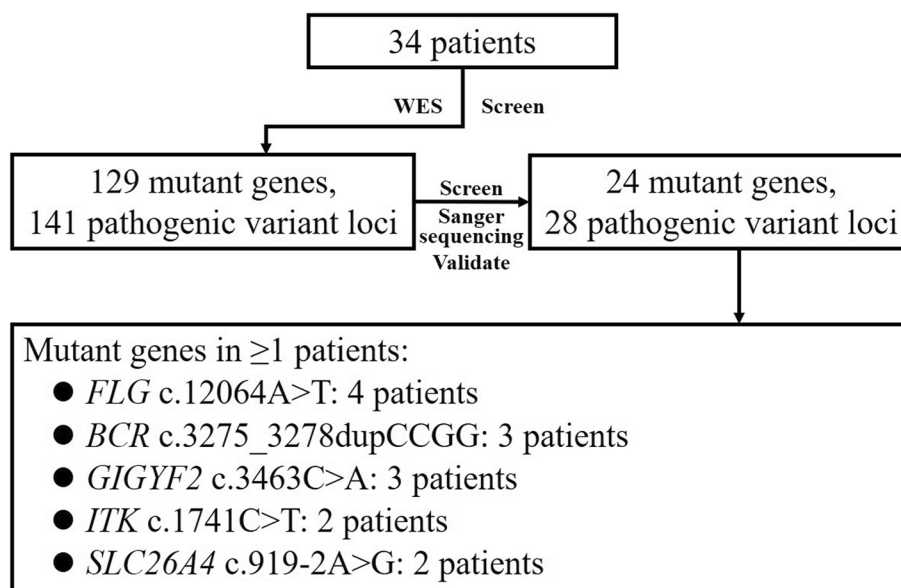 34 patients
WES Screen
129 mutant genes,
141 pathogenic variant loci
Screen
Sanger
sequencing
Validate
24 mutant genes,
28 pathogenic variant loci
Mutant genes in ≥1 patients:
● FLG c.12064A>T: 4 patients
● BCR c.3275_3278dupCCGG: 3 patients
● GIGYF2 c.3463C>A: 3 patients
● ITK c.1741C>T: 2 patients
● SLC26A4 c.919-2A>G: 2 patients